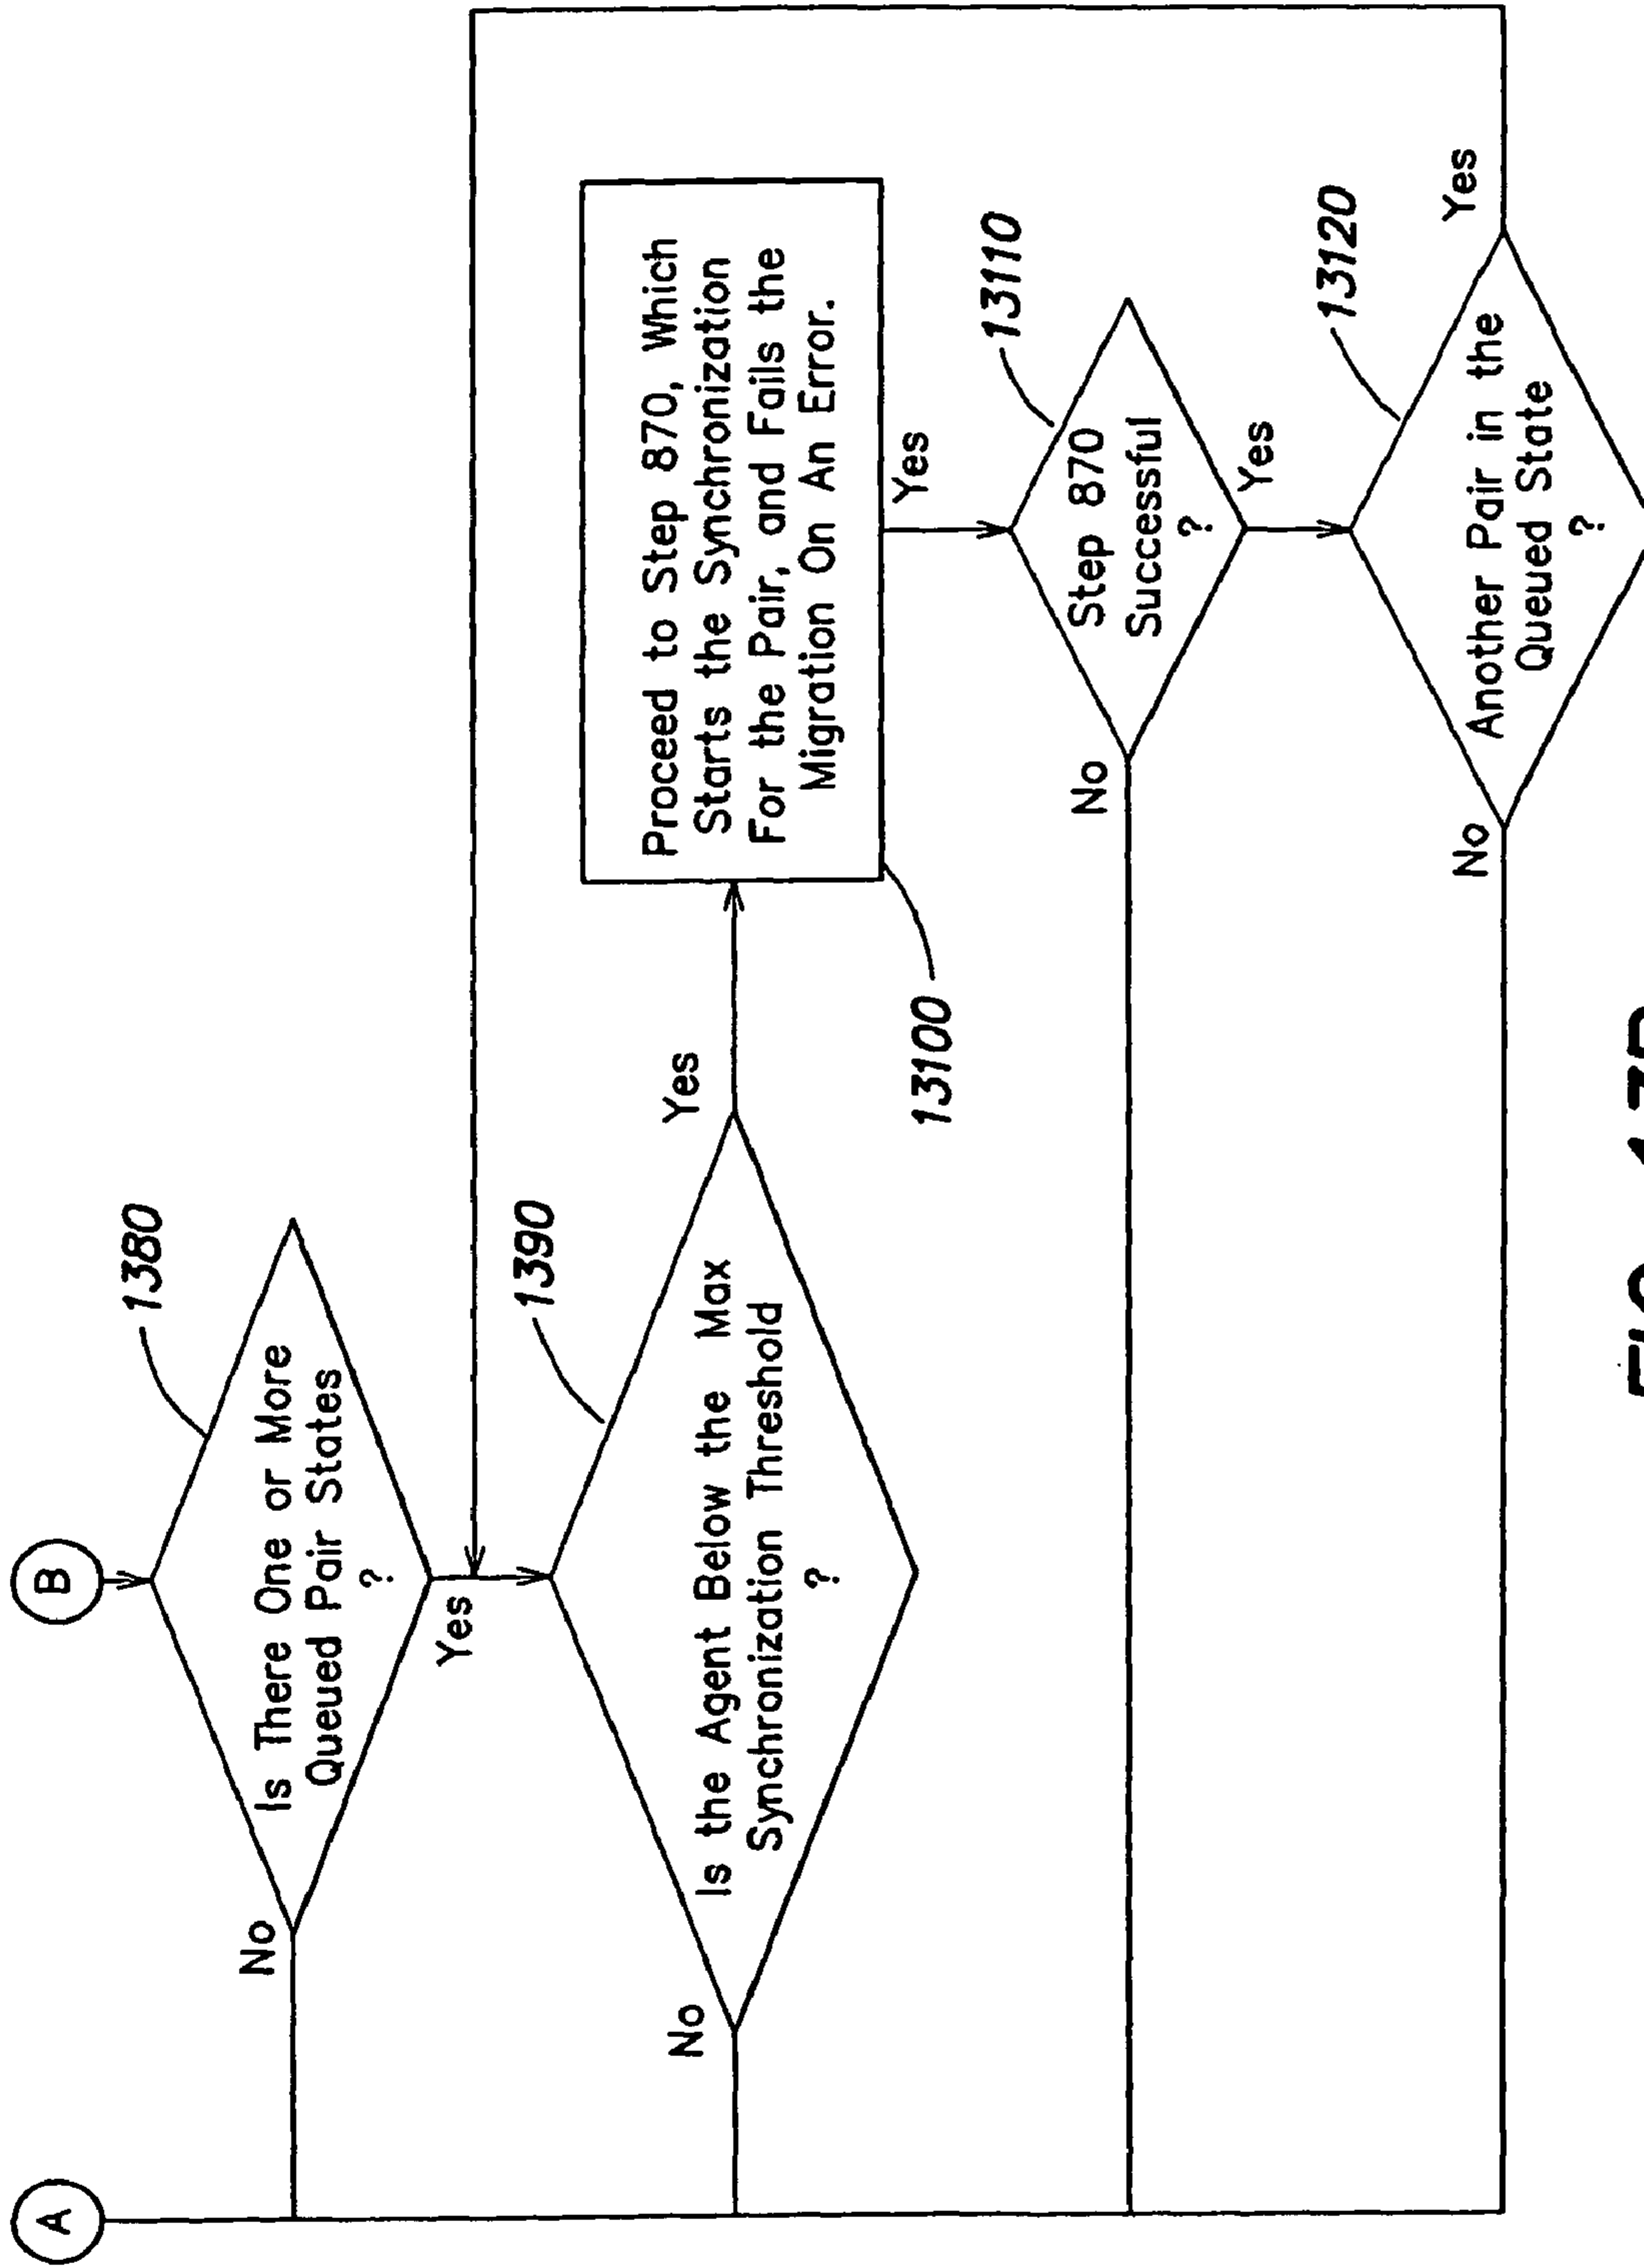 A
B
1380
Is There One or More
Queued Pair States
?
No
Yes
1390
Is the Agent Below the Max
Synchronization Threshold
?
No
Yes
Proceed to Step 870, Which
Starts the Synchronization
For the Pair, and Fails the
Migration On An Error.
13100
Yes
13110
Step 870
Successful
?
No
Yes
13120
Another Pair in the
Queued State
?
No
Yes